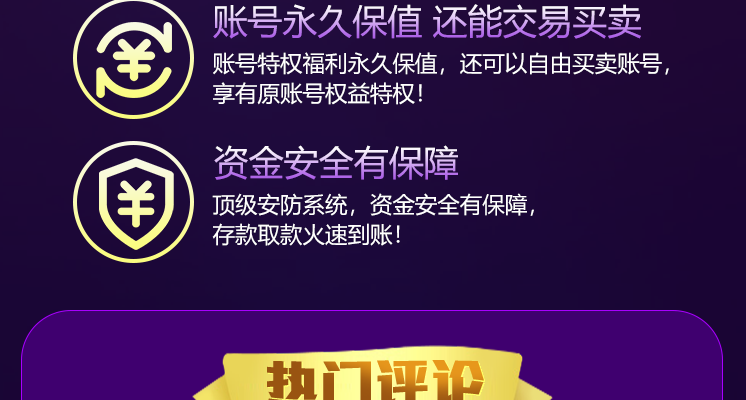 账号永久保值 还能交易买卖
账号特权福利永久保值，还可以自由买卖账号，
享有原账号权益特权！
资金安全有保障
顶级安防系统，资金安全有保障，
存款取款火速到账！
热门评论